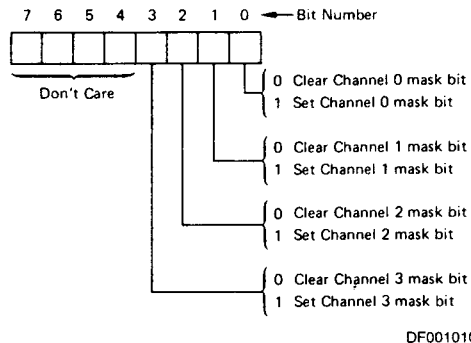 7 6 5 4 3 2 1 0 Bit Number
Don't Care
0 Clear Channel 0 mask bit
1 Set Channel 0 mask bit
0 Clear Channel 1 mask bit
1 Set Channel 1 mask bit
0 Clear Channel 2 mask bit
1 Set Channel 2 mask bit
0 Clear Channel 3 mask bit
1 Set Channel 3 mask bit